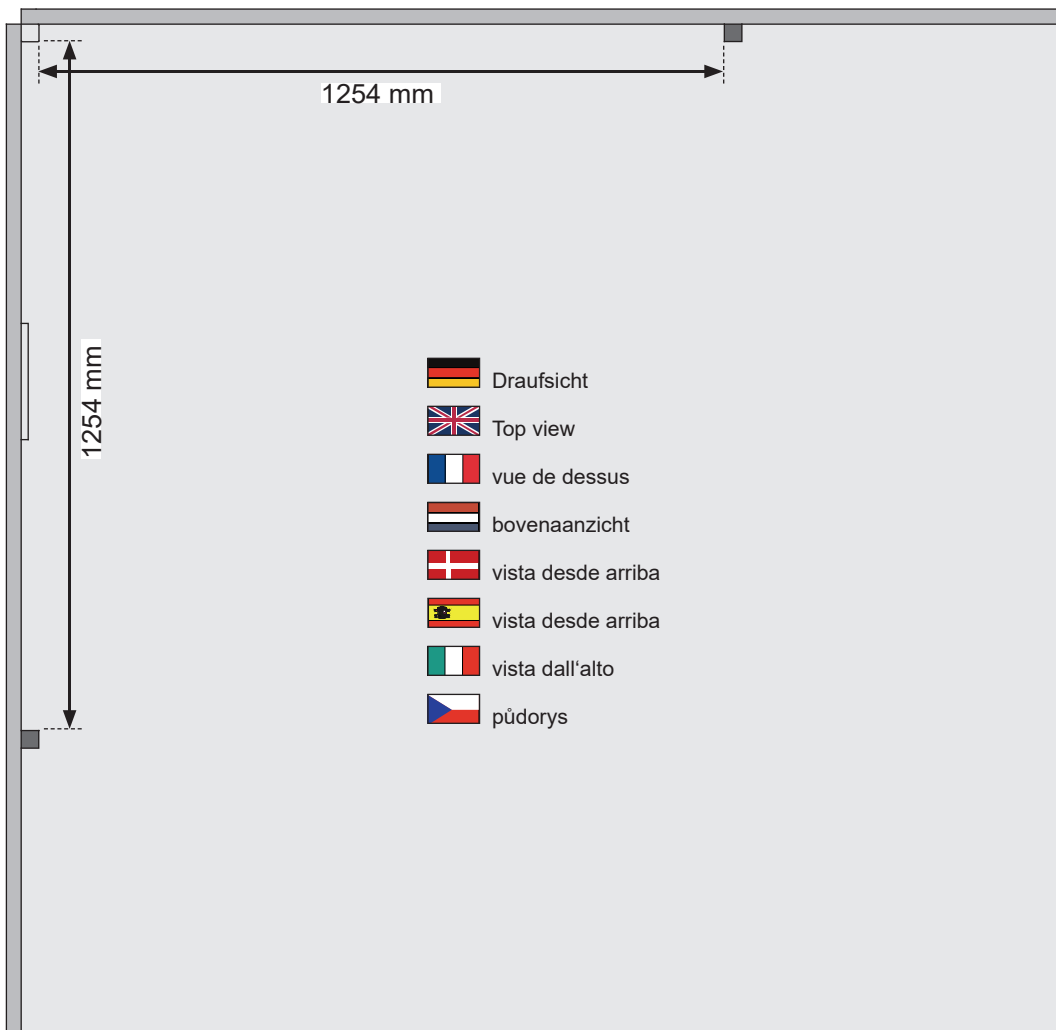 1254 mm
1254 mm
Draufsicht
Top view
vue de dessus
bovenaanzicht
vista desde arriba
vista desde arriba
vista dall‘alto
půdorys